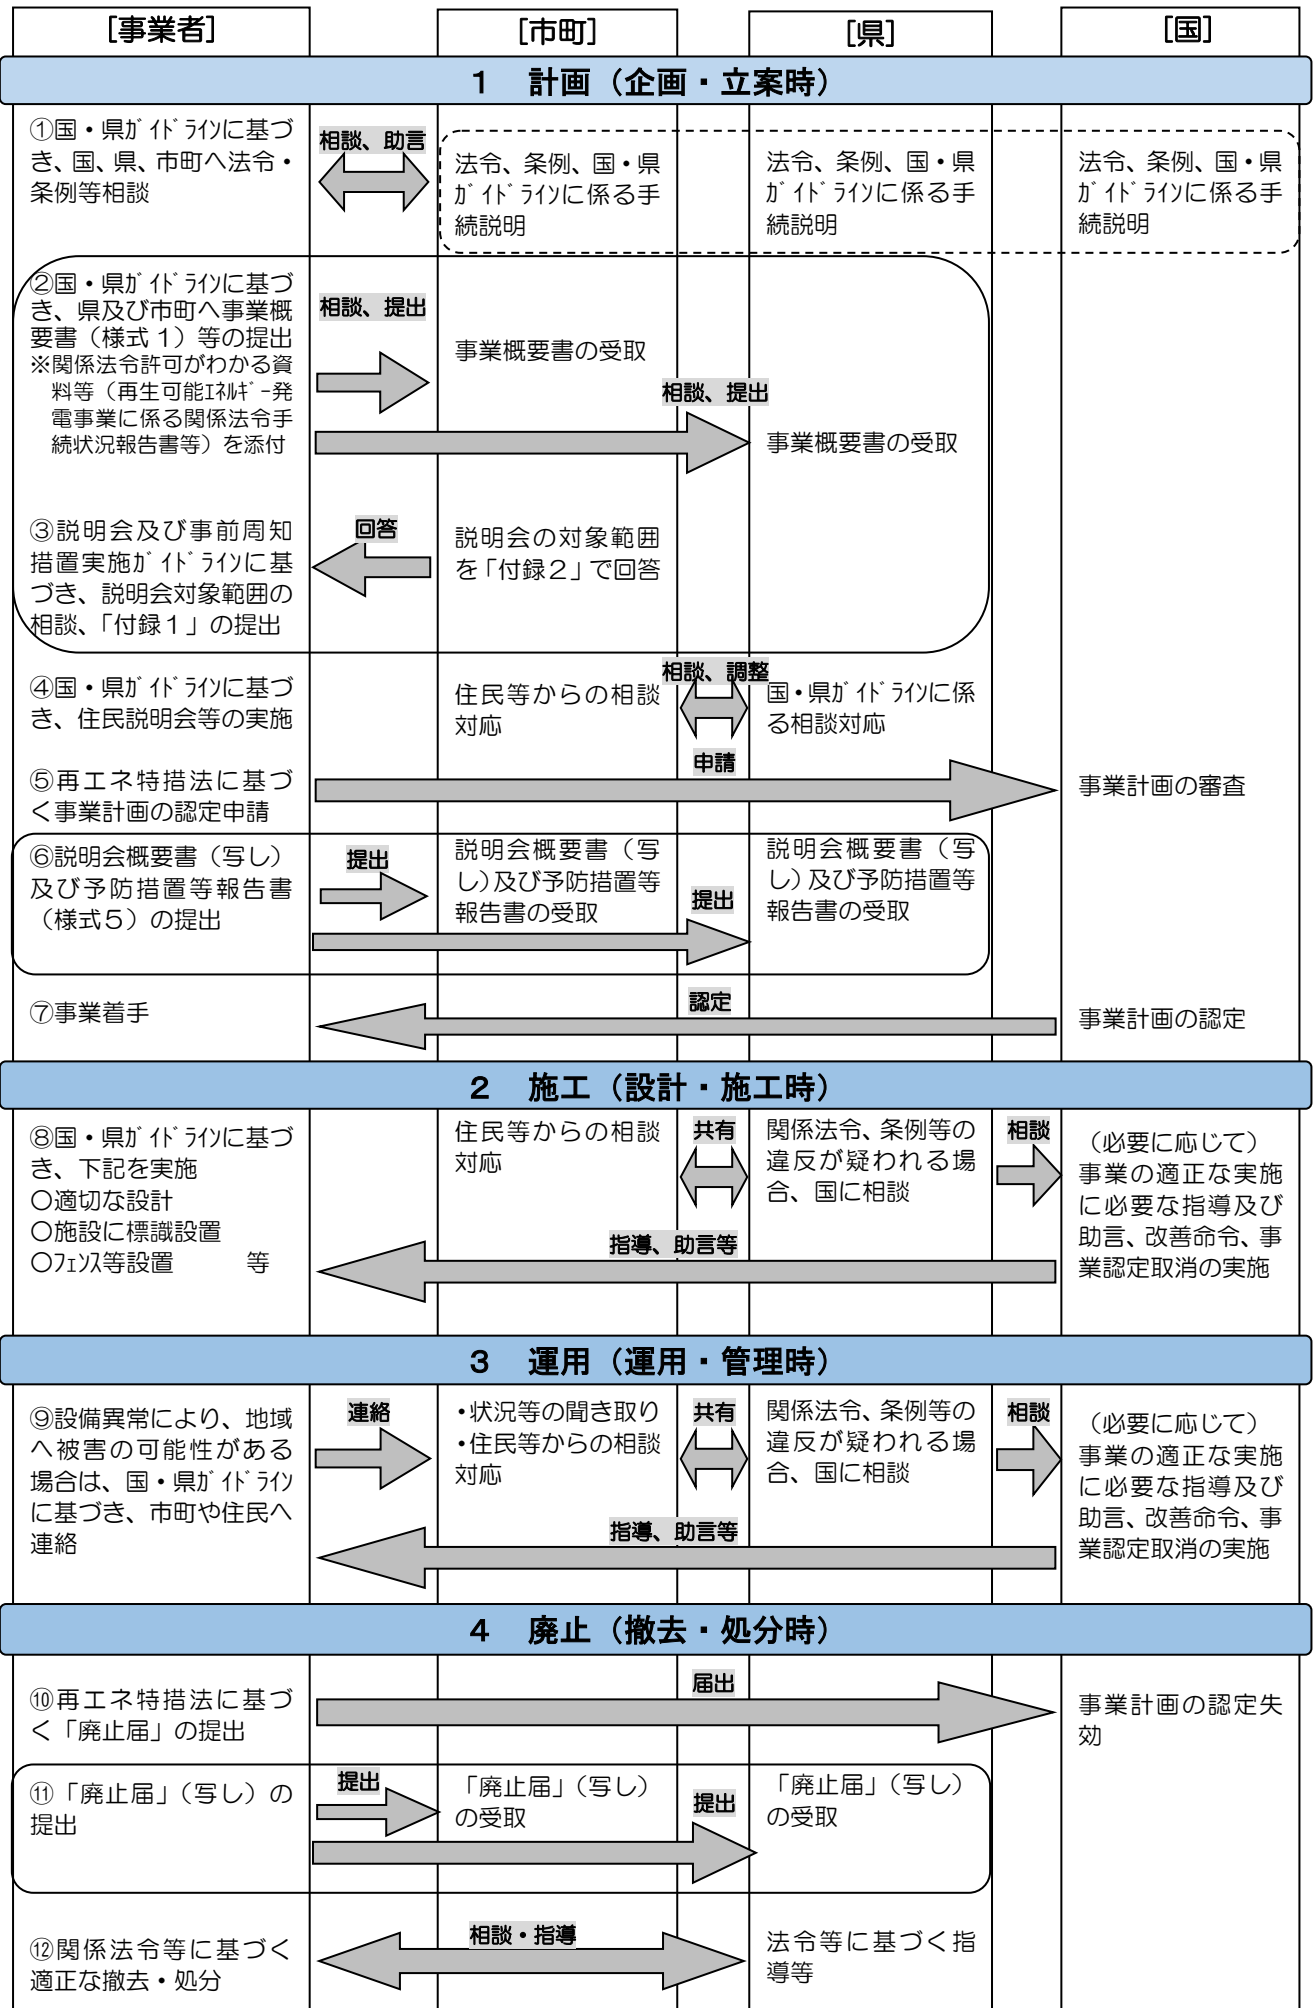 [事業者]
[市町]
[県]
[国]
１　計画（企画・立案時）
①国・県ｶﾞｲﾄﾞﾗｲﾝに基づ
き、国、県、市町へ法令・
条例等相談
相談、助言
法令、条例、国・県
ｶﾞｲﾄﾞﾗｲﾝに係る手
続説明
法令、条例、国・県
ｶﾞｲﾄﾞﾗｲﾝに係る手
続説明
法令、条例、国・県
ｶﾞｲﾄﾞﾗｲﾝに係る手
続説明
②国・県ｶﾞｲﾄﾞﾗｲﾝに基づ
き、県及び市町へ事業概
要書（様式１）等の提出
※関係法令許可がわかる資
料等（再生可能ｴﾈﾙｷﾞｰ発
電事業に係る関係法令手
続状況報告書等）を添付
相談、提出
事業概要書の受取
相談、提出
事業概要書の受取
③説明会及び事前周知
措置実施ｶﾞｲﾄﾞﾗｲﾝに基
づき、説明会対象範囲の
相談、「付録１」の提出
回答
説明会の対象範囲
を「付録２」で回答
④国・県ｶﾞｲﾄﾞﾗｲﾝに基づ
き、住民説明会等の実施
住民等からの相談
対応
相談、調整
国・県ｶﾞｲﾄﾞﾗｲﾝに係
る相談対応
⑤再エネ特措法に基づ
く事業計画の認定申請
申請
事業計画の審査
⑥説明会概要書（写し）
及び予防措置等報告書
（様式５）の提出
提出
説明会概要書（写
し）及び予防措置等
報告書の受取
提出
説明会概要書（写
し）及び予防措置等
報告書の受取
⑦事業着手
認定
事業計画の認定
２　施工（設計・施工時）
⑧国・県ｶﾞｲﾄﾞﾗｲﾝに基づ
き、下記を実施
〇適切な設計
〇施設に標識設置
〇ﾌｪﾝｽ等設置　　　等
住民等からの相談
対応
共有
関係法令、条例等の
違反が疑われる場
合、国に相談
相談
（必要に応じて）
事業の適正な実施
に必要な指導及び
助言、改善命令、事
業認定取消の実施
指導、助言等
３　運用（運用・管理時）
⑨設備異常により、地域
へ被害の可能性がある
場合は、国・県ｶﾞｲﾄﾞﾗｲﾝ
に基づき、市町や住民へ
連絡
連絡
・状況等の聞き取り
・住民等からの相談
対応
共有
関係法令、条例等の
違反が疑われる場
合、国に相談
相談
（必要に応じて）
事業の適正な実施
に必要な指導及び
助言、改善命令、事
業認定取消の実施
指導、助言等
４　廃止（撤去・処分時）
⑩再エネ特措法に基づ
く「廃止届」の提出
届出
事業計画の認定失
効
⑪「廃止届」（写し）の
提出
提出
「廃止届」（写し）
の受取
提出
「廃止届」（写し）
の受取
⑫関係法令等に基づく
適正な撤去・処分
相談・指導
法令等に基づく指
導等